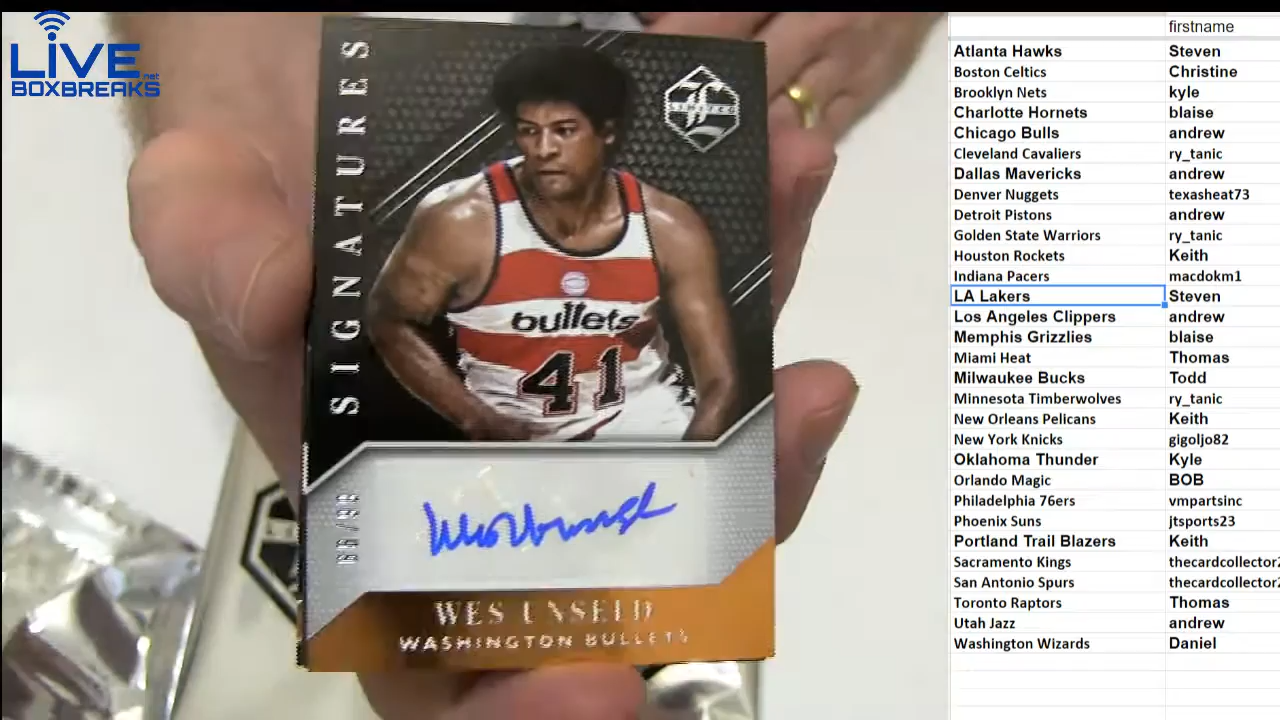 LIVE
.net
BOXBREAKS
SIGNATURES
LIMITED
bullets
41
WES UNSELD
WASHINGTON BULLETS
firstname
Atlanta Hawks Steven
Boston Celtics Christine
Brooklyn Nets kyle
Charlotte Hornets blaise
Chicago Bulls andrew
Cleveland Cavaliers ry_tanic
Dallas Mavericks andrew
Denver Nuggets texasheat73
Detroit Pistons andrew
Golden State Warriors ry_tanic
Houston Rockets Keith
Indiana Pacers macdokm1
LA Lakers Steven
Los Angeles Clippers andrew
Memphis Grizzlies blaise
Miami Heat Thomas
Milwaukee Bucks Todd
Minnesota Timberwolves ry_tanic
New Orleans Pelicans Keith
New York Knicks gigoljo82
Oklahoma Thunder Kyle
Orlando Magic BOB
Philadelphia 76ers vmpartsinc
Phoenix Suns jtsports23
Portland Trail Blazers Keith
Sacramento Kings thecardcollector2
San Antonio Spurs thecardcollector2
Toronto Raptors Thomas
Utah Jazz andrew
Washington Wizards Daniel